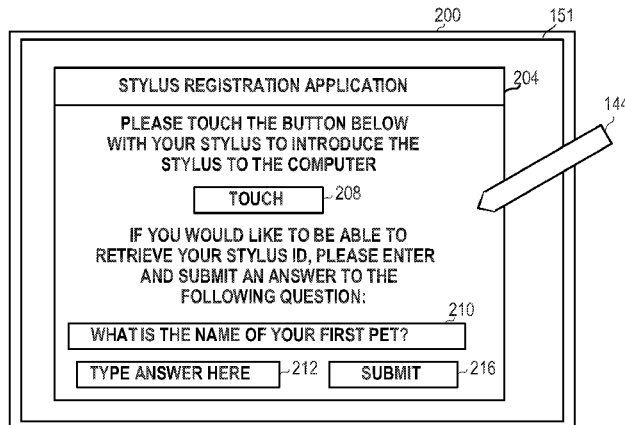 200
151
STYLUS REGISTRATION APPLICATION
204
144
PLEASE TOUCH THE BUTTON BELOW
WITH YOUR STYLUS TO INTRODUCE THE
STYLUS TO THE COMPUTER
TOUCH
208
IF YOU WOULD LIKE TO BE ABLE TO
RETRIEVE YOUR STYLUS ID, PLEASE ENTER
AND SUBMIT AN ANSWER TO THE
FOLLOWING QUESTION:
210
WHAT IS THE NAME OF YOUR FIRST PET?
TYPE ANSWER HERE
212
SUBMIT
216